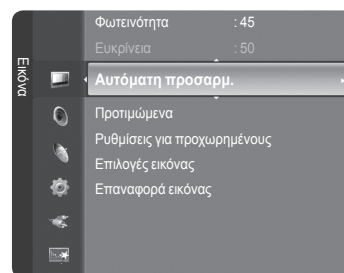 Εικόνα
Φωτεινότητα : 45
Ευκρίνεια : 50
Αυτόματη προσαρμ.
Προτιμώμενα
Ρυθμίσεις για προχωρημένους
Επιλογές εικόνας
Επαναφορά εικόνας